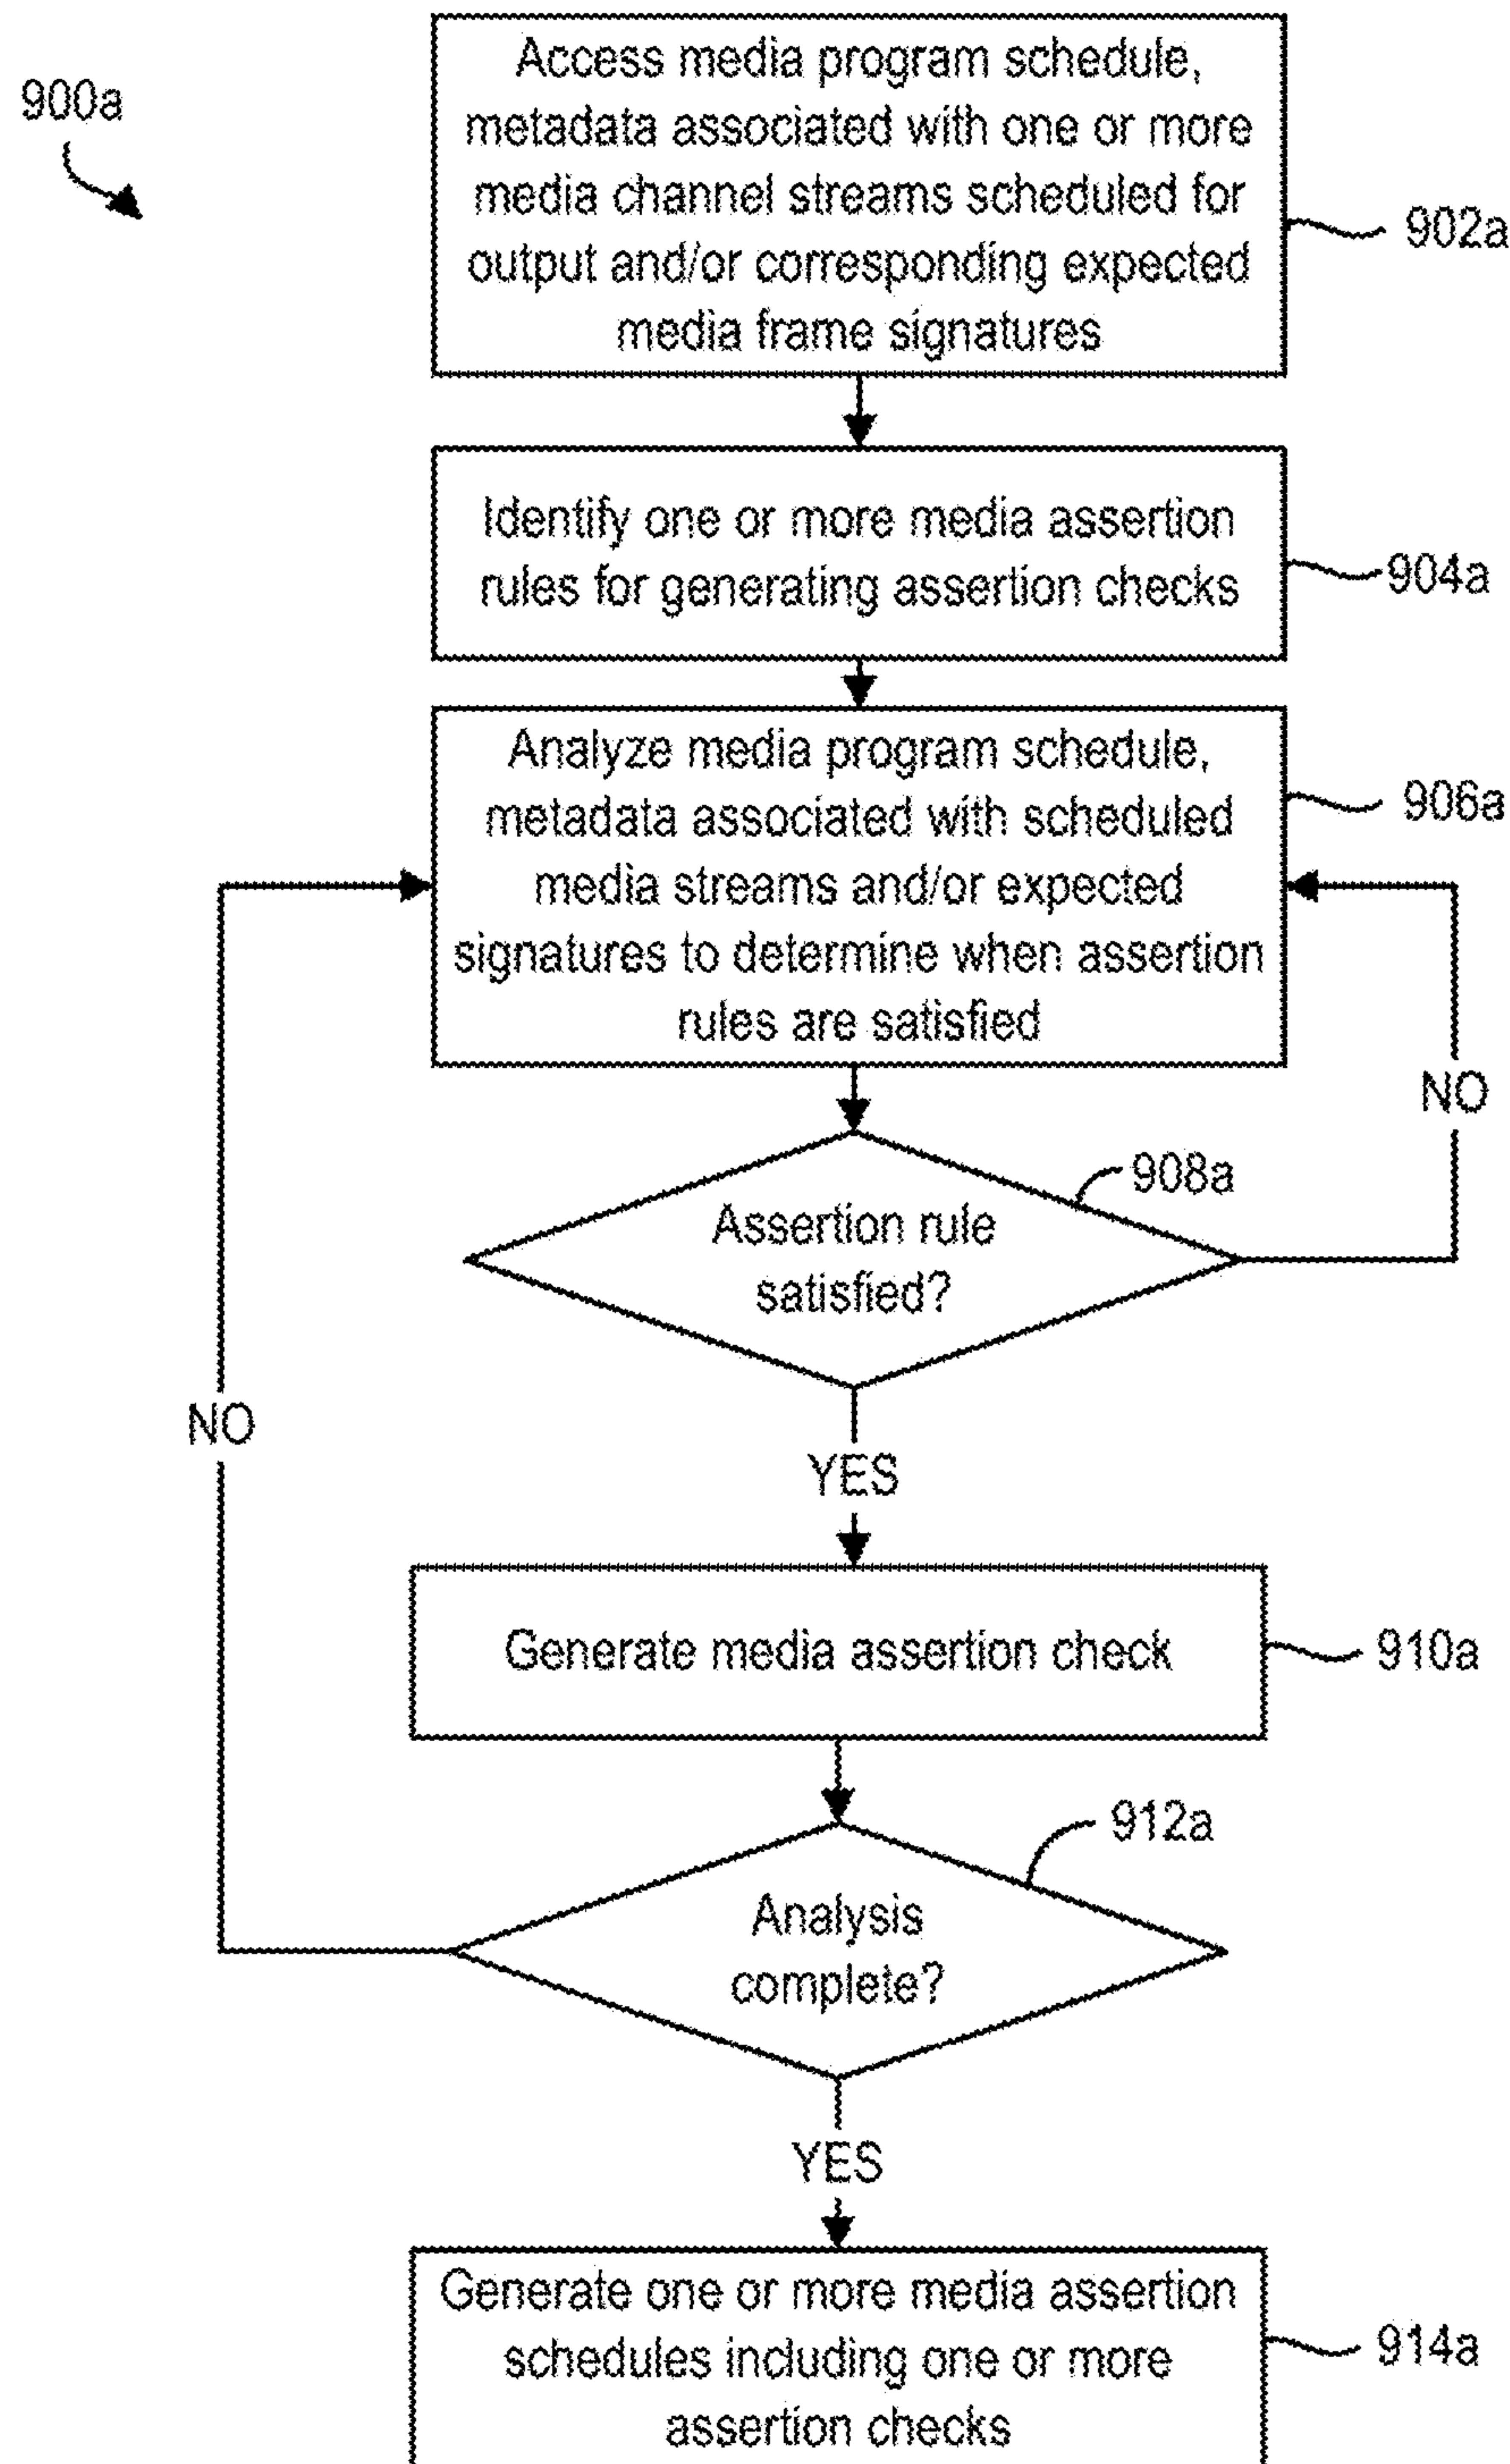 900a
Access media program schedule,
metadata associated with one or more
media channel streams scheduled for
output and/or corresponding expected
media frame signatures
902a
Identify one or more media assertion
rules for generating assertion checks
904a
Analyze media program schedule,
metadata associated with scheduled
media streams and/or expected
signatures to determine when assertion
rules are satisfied
906a
NO
908a
Assertion rule
satisfied?
NO
YES
Generate media assertion check
910a
912a
Analysis
complete?
YES
Generate one or more media assertion
schedules including one or more
assertion checks
914a